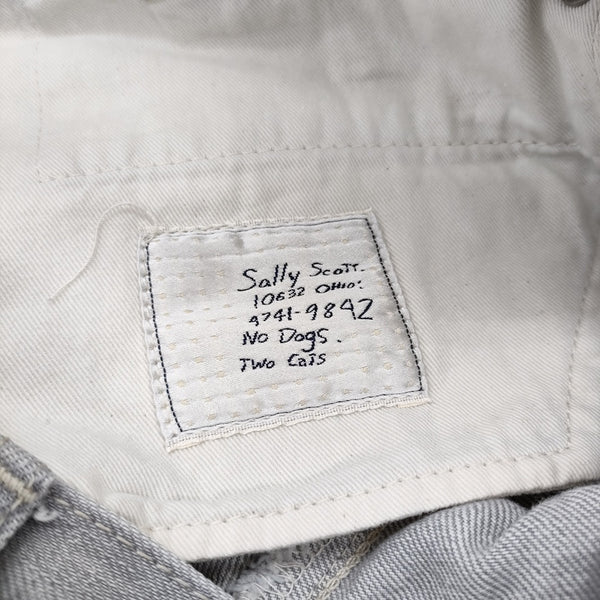 Sally Scott.
10632 Ohio.
4741-9842
No Dogs.
Two Cats